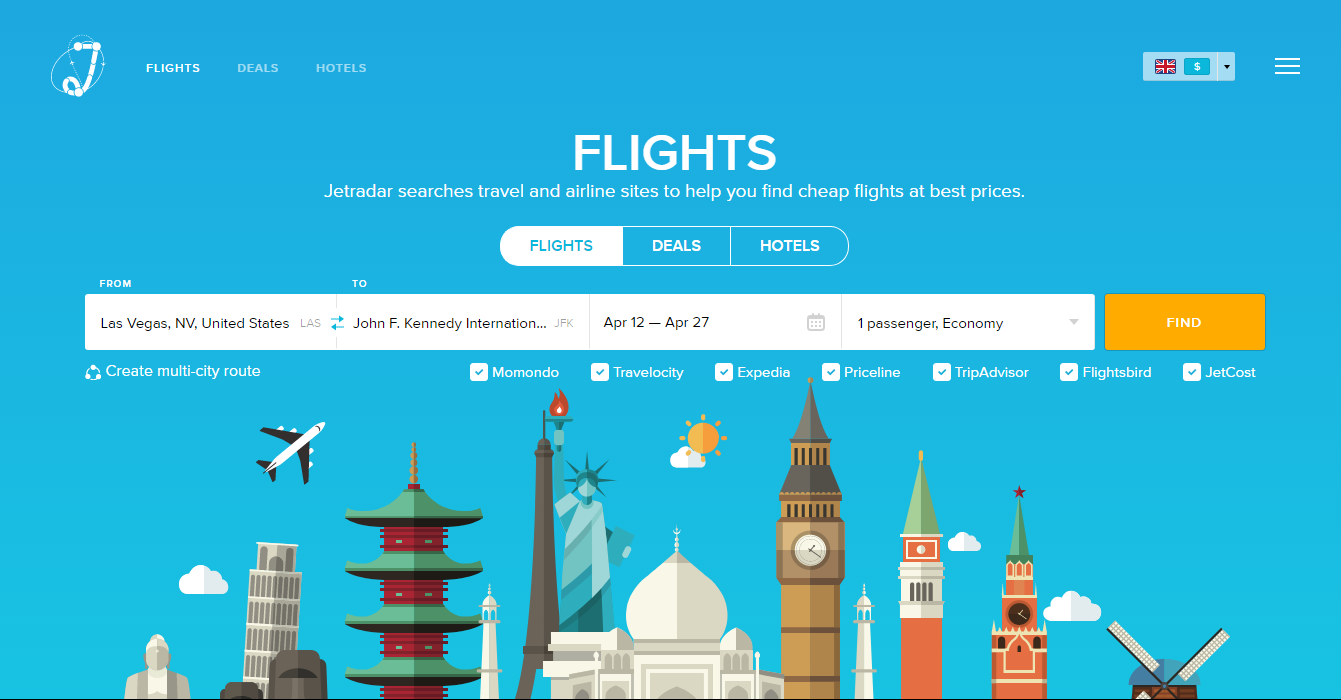 FLIGHTS DEALS HOTELS $
FLIGHTS
Jetradar searches travel and airline sites to help you find cheap flights at best prices.
FLIGHTS DEALS HOTELS
FROM TO
Las Vegas, NV, United States LAS John F. Kennedy Internation... JFK Apr 12 — Apr 27 1 passenger, Economy FIND
Create multi-city route Momondo Travelocity Expedia Priceline TripAdvisor Flightsbird JetCost